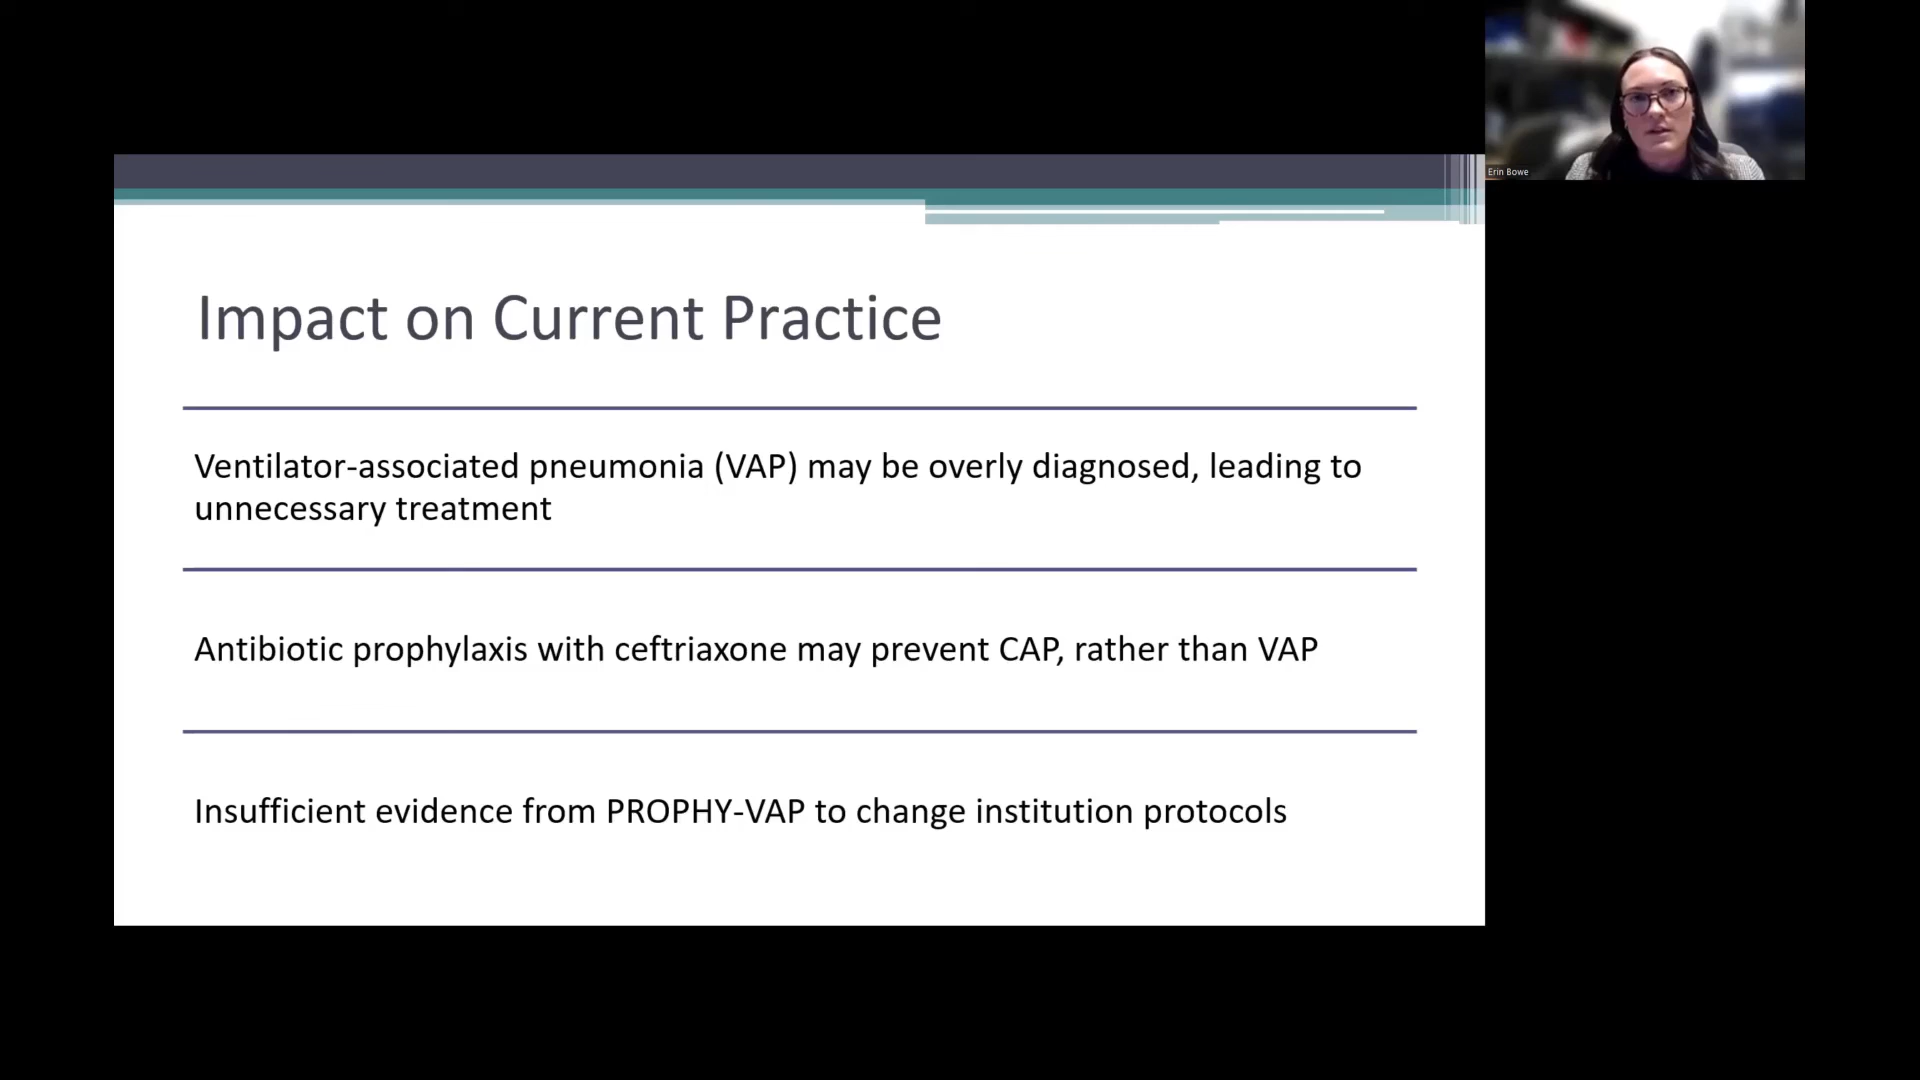 Erin Bowe
Impact on Current Practice
Ventilator-associated pneumonia (VAP) may be overly diagnosed, leading to
unnecessary treatment
Antibiotic prophylaxis with ceftriaxone may prevent CAP, rather than VAP
Insufficient evidence from PROPHY-VAP to change institution protocols